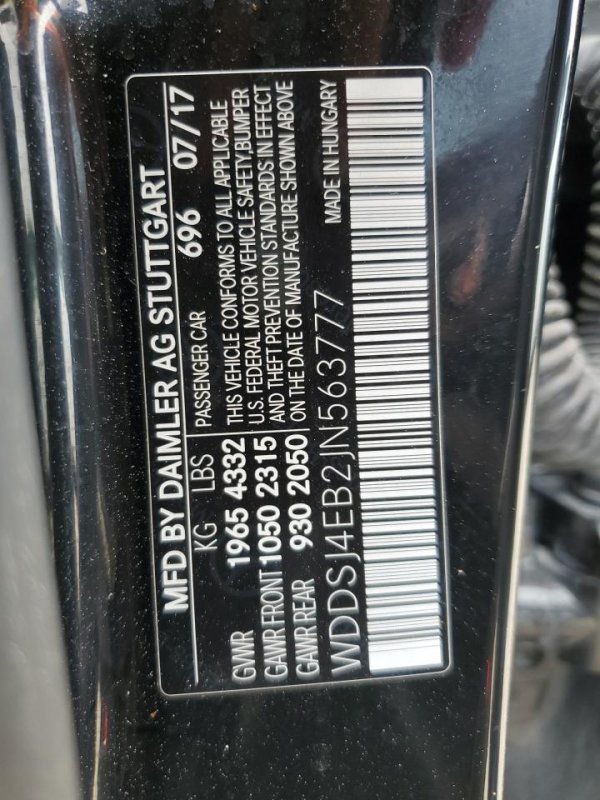 MFD BY DAIMLER AG STUTTGART
696 07/17
KG LBS PASSENGER CAR
GVWR 1965 4332
GAWR FRONT 1050 2315
GAWR REAR 930 2050
THIS VEHICLE CONFORMS TO ALL APPLICABLE
U.S. FEDERAL MOTOR VEHICLE SAFETY, BUMPER
AND THEFT PREVENTION STANDARDS IN EFFECT
ON THE DATE OF MANUFACTURE SHOWN ABOVE
WDDSJ4EB2JN563777 MADE IN HUNGARY